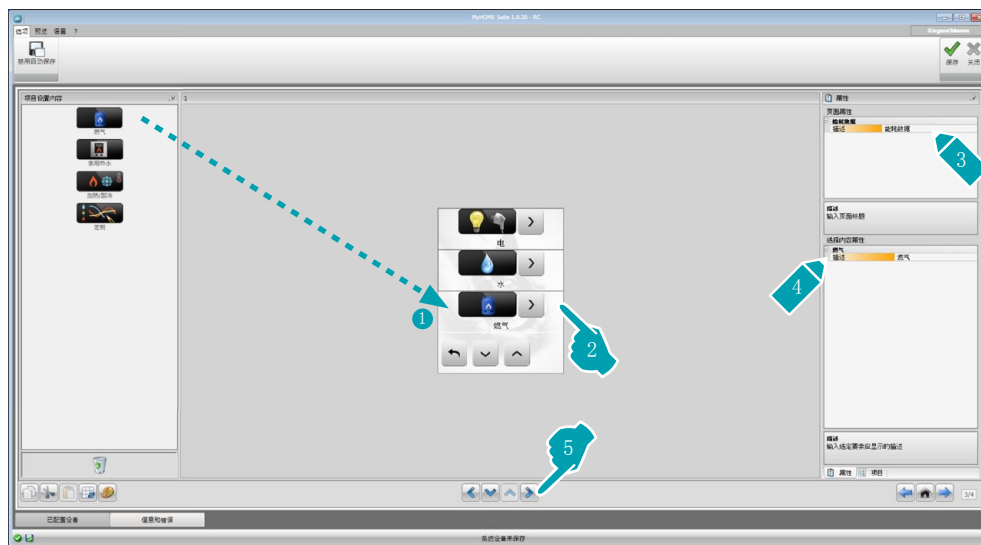 MyHOME Suite 1.0.30 - RC
选项 预览 语言 ?
禁用自动保存
保存 关闭
项目设置内容
燃气
家用热水
加热/制冷
定制
1
电
水
燃气
1
2
3
4
5
属性
页面属性
能耗数据
描述 能耗数据
描述
输入页面标题
选择内容属性
燃气
描述 燃气
描述
输入选定要素应显示的描述
属性 项目
3/4
已配置设备 信息和错误
系统设备未保存